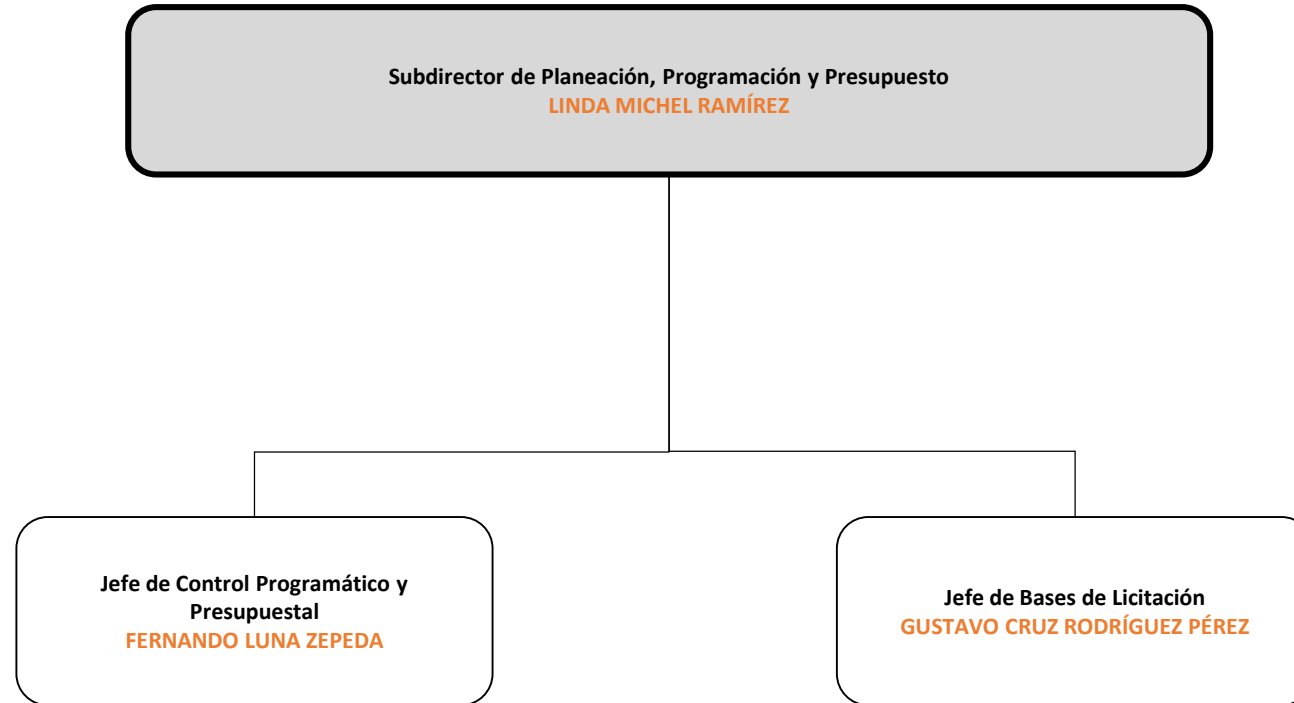 Subdirector de Planeación, Programación y Presupuesto
LINDA MICHEL RAMÍREZ
Jefe de Control Programático y
Presupuestal
FERNANDO LUNA ZEPEDA
Jefe de Bases de Licitación
GUSTAVO CRUZ RODRÍGUEZ PÉREZ